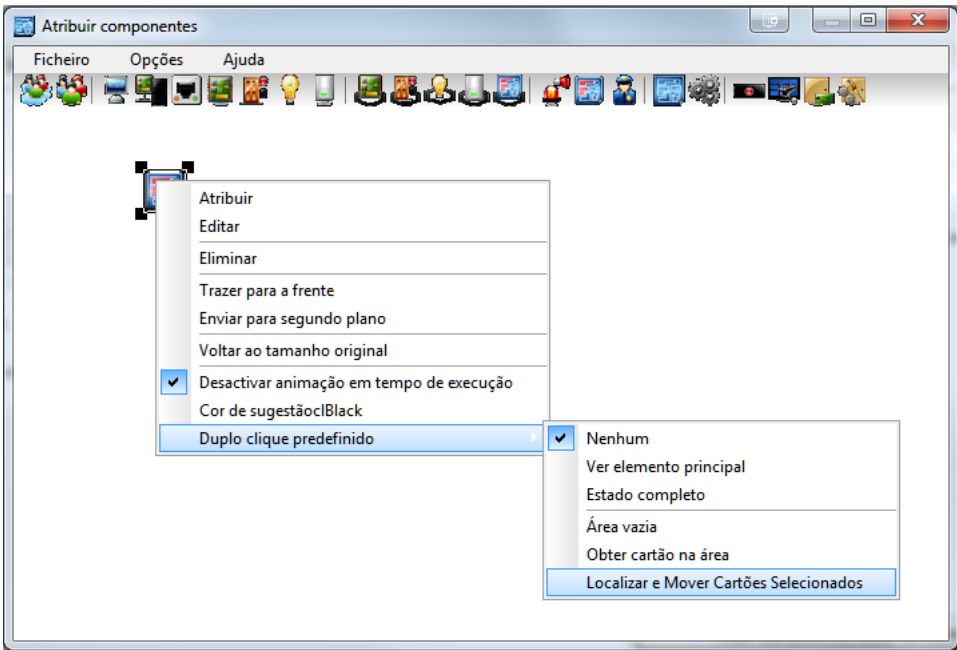 Atribuir componentes
Ficheiro Opções Ajuda
Atribuir
Editar
Eliminar
Trazer para a frente
Enviar para segundo plano
Voltar ao tamanho original
Desactivar animação em tempo de execução
Cor de sugestãoclBlack
Duplo clique predefinido
Nenhum
Ver elemento principal
Estado completo
Área vazia
Obter cartão na área
Localizar e Mover Cartões Selecionados